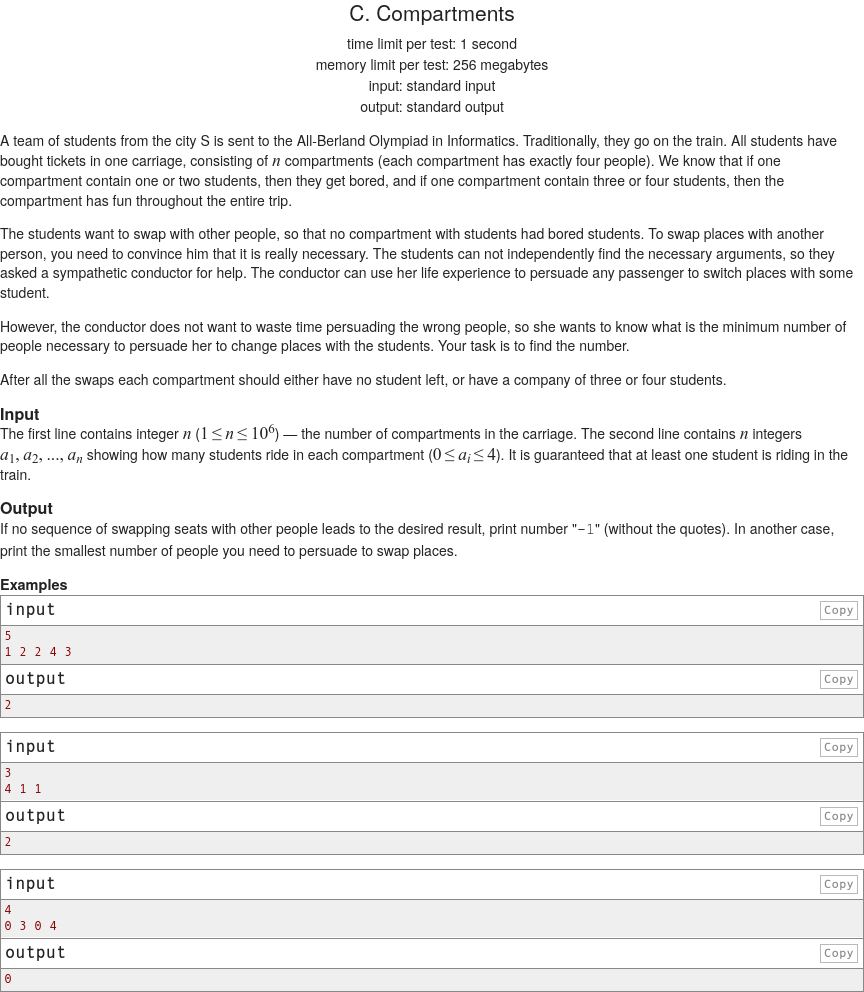 C. Compartments
time limit per test: 1 second
memory limit per test: 256 megabytes
input: standard input
output: standard output
A team of students from the city S is sent to the All-Berland Olympiad in Informatics. Traditionally, they go on the train. All students have
bought tickets in one carriage, consisting of n compartments (each compartment has exactly four people). We know that if one
compartment contain one or two students, then they get bored, and if one compartment contain three or four students, then the
compartment has fun throughout the entire trip.
The students want to swap with other people, so that no compartment with students had bored students. To swap places with another
person, you need to convince him that it is really necessary. The students can not independently find the necessary arguments, so they
asked a sympathetic conductor for help. The conductor can use her life experience to persuade any passenger to switch places with some
student.
However, the conductor does not want to waste time persuading the wrong people, so she wants to know what is the minimum number of
people necessary to persuade her to change places with the students. Your task is to find the number.
After all the swaps each compartment should either have no student left, or have a company of three or four students.
Input
The first line contains integer n (1 ≤ n ≤ 10⁶) — the number of compartments in the carriage. The second line contains n integers
a₁, a₂, ..., aₙ showing how many students ride in each compartment (0 ≤ aᵢ ≤ 4). It is guaranteed that at least one student is riding in the
train.
Output
If no sequence of swapping seats with other people leads to the desired result, print number "-1" (without the quotes). In another case,
print the smallest number of people you need to persuade to swap places.
Examples
input Copy
5
1 2 2 4 3
output Copy
2
input Copy
3
4 1 1
output Copy
2
input Copy
4
0 3 0 4
output Copy
0